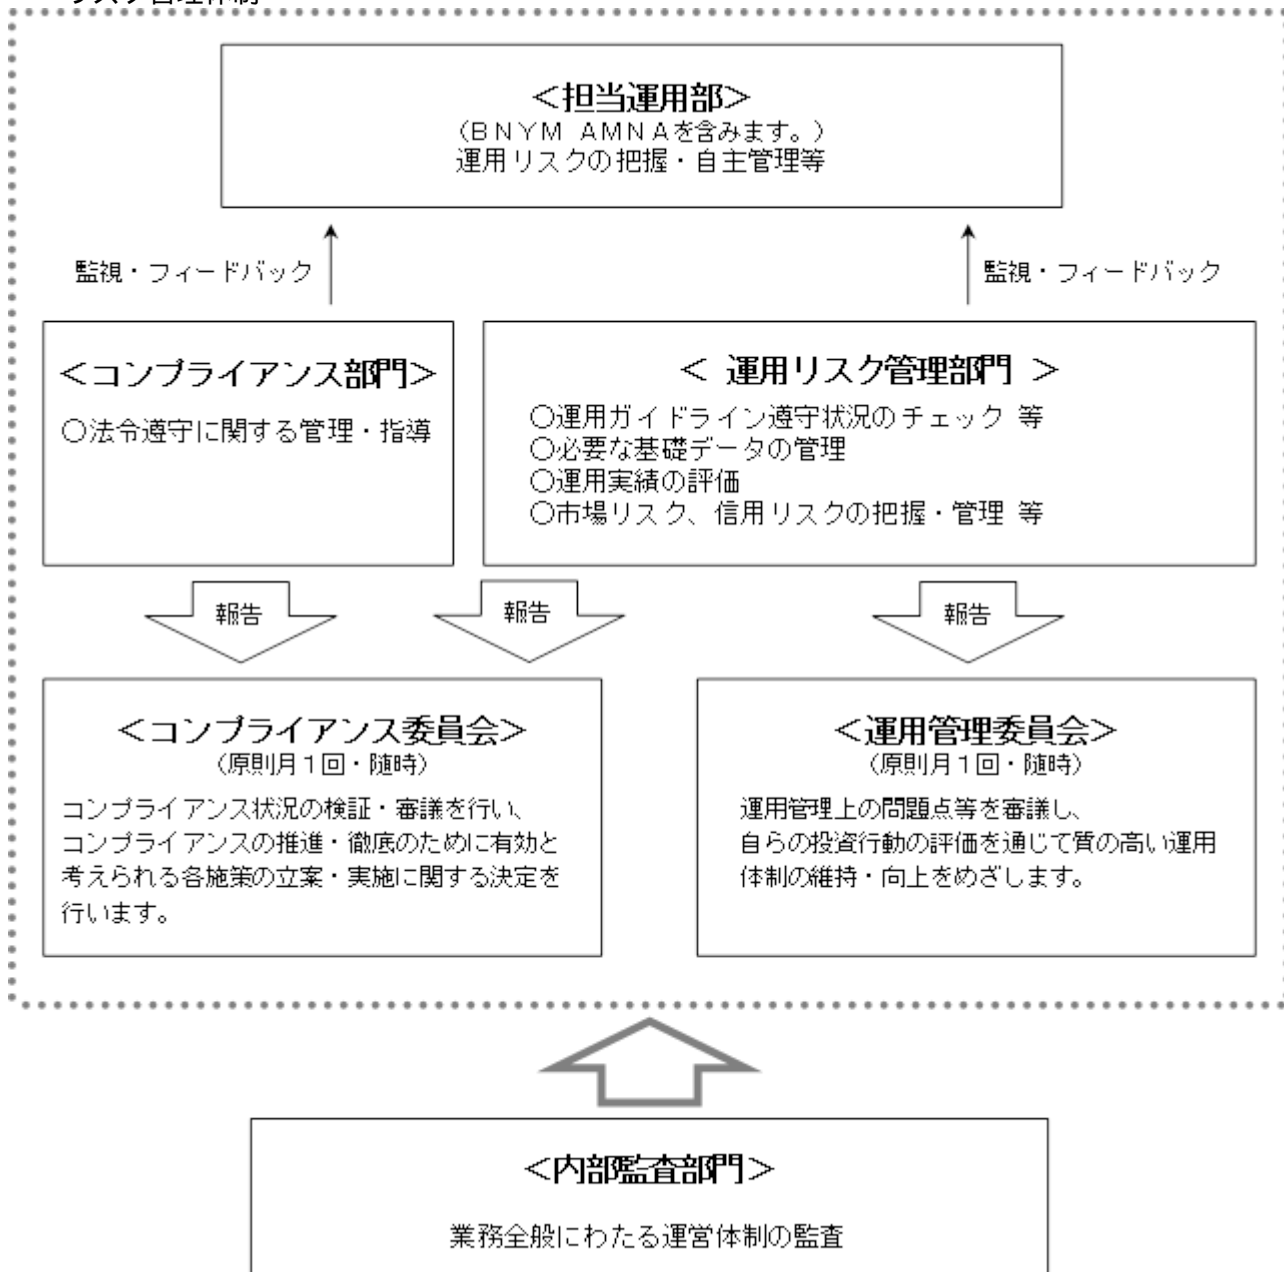 リスク管理体制
＜担当運用部＞
（ＢＮＹＭ ＡＭＮＡを含みます。）
運用リスクの把握・自主管理等
監視・フィードバック
監視・フィードバック
＜コンプライアンス部門＞
○法令遵守に関する管理・指導
＜ 運用リスク管理部門 ＞
○運用ガイドライン遵守状況のチェック 等
○必要な基礎データの管理
○運用実績の評価
○市場リスク、信用リスクの把握・管理 等
報告
報告
報告
＜コンプライアンス委員会＞
（原則月１回・随時）
コンプライアンス状況の検証・審議を行い、
コンプライアンスの推進・徹底のために有効と
考えられる各施策の立案・実施に関する決定を
行います。
＜運用管理委員会＞
（原則月１回・随時）
運用管理上の問題点等を審議し、
自らの投資行動の評価を通じて質の高い運用
体制の維持・向上をめざします。
＜内部監査部門＞
業務全般にわたる運営体制の監査